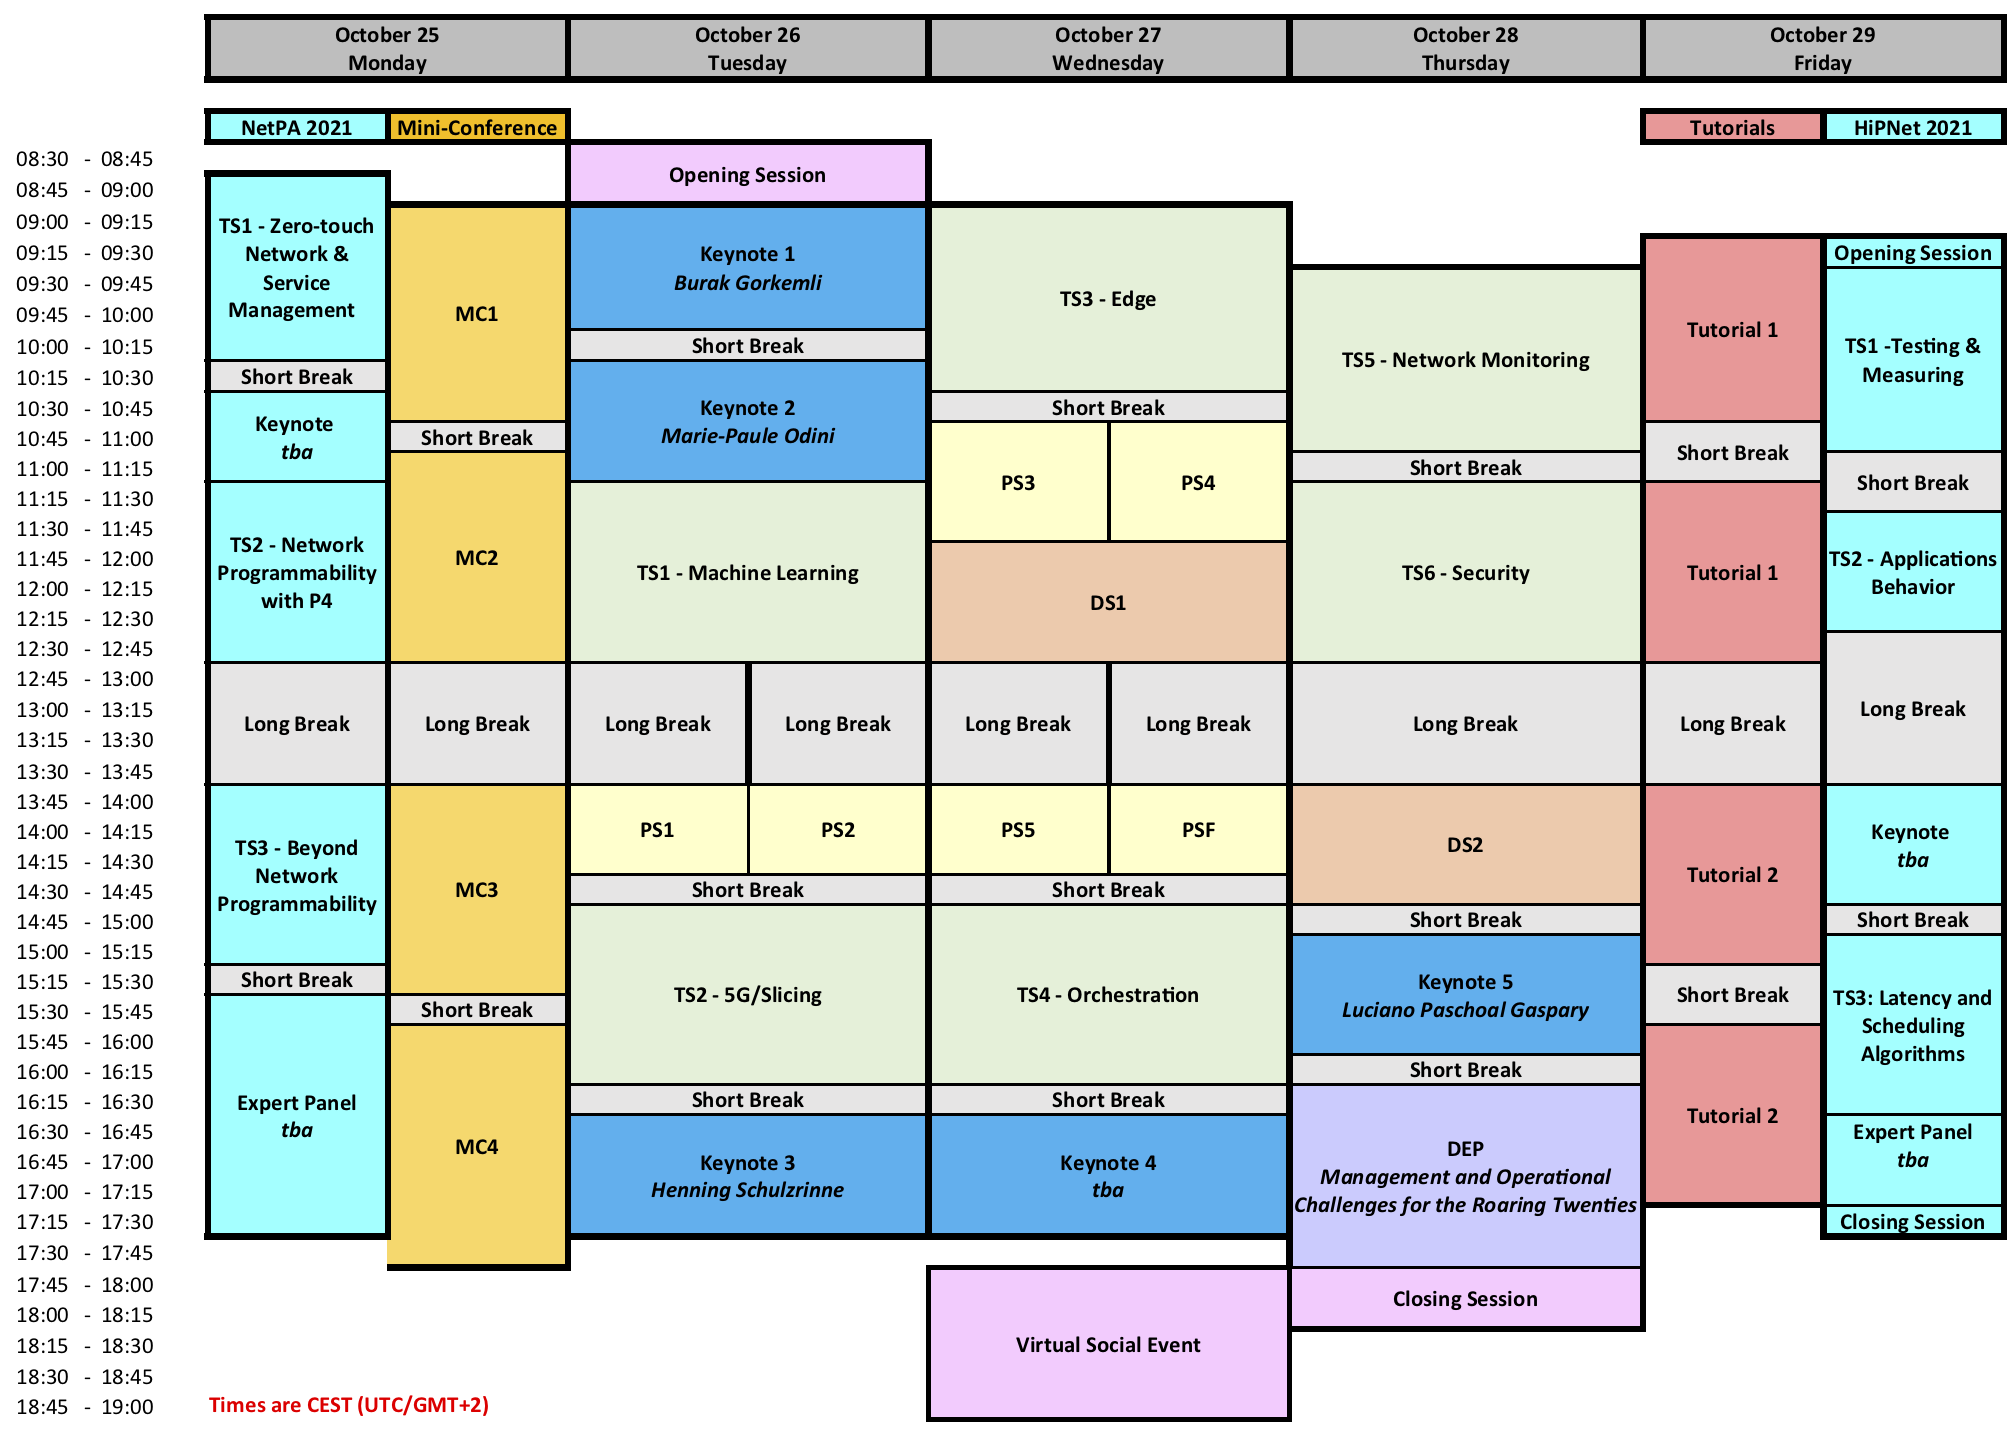 October 25
Monday
October 26
Tuesday
October 27
Wednesday
October 28
Thursday
October 29
Friday
NetPA 2021
Mini-Conference
Tutorials
HiPNet 2021
08:30 - 08:45
08:45 - 09:00
09:00 - 09:15
09:15 - 09:30
09:30 - 09:45
09:45 - 10:00
10:00 - 10:15
10:15 - 10:30
10:30 - 10:45
10:45 - 11:00
11:00 - 11:15
11:15 - 11:30
11:30 - 11:45
11:45 - 12:00
12:00 - 12:15
12:15 - 12:30
12:30 - 12:45
12:45 - 13:00
13:00 - 13:15
13:15 - 13:30
13:30 - 13:45
13:45 - 14:00
14:00 - 14:15
14:15 - 14:30
14:30 - 14:45
14:45 - 15:00
15:00 - 15:15
15:15 - 15:30
15:30 - 15:45
15:45 - 16:00
16:00 - 16:15
16:15 - 16:30
16:30 - 16:45
16:45 - 17:00
17:00 - 17:15
17:15 - 17:30
17:30 - 17:45
17:45 - 18:00
18:00 - 18:15
18:15 - 18:30
18:30 - 18:45
18:45 - 19:00
TS1 - Zero-touch
Network &
Service
Management
Short Break
Keynote
tba
TS2 - Network
Programmability
with P4
Long Break
TS3 - Beyond
Network
Programmability
Short Break
Expert Panel
tba
MC1
Short Break
MC2
Long Break
MC3
Short Break
MC4
Opening Session
Keynote 1
Burak Gorkemli
Short Break
Keynote 2
Marie-Paule Odini
TS1 - Machine Learning
Long Break
Long Break
PS1
PS2
Short Break
TS2 - 5G/Slicing
Short Break
Keynote 3
Henning Schulzrinne
TS3 - Edge
Short Break
PS3
PS4
DS1
Long Break
Long Break
PS5
PSF
Short Break
TS4 - Orchestration
Short Break
Keynote 4
tba
Virtual Social Event
TS5 - Network Monitoring
Short Break
TS6 - Security
Long Break
DS2
Short Break
Keynote 5
Luciano Paschoal Gaspary
Short Break
DEP
Management and Operational
Challenges for the Roaring Twenties
Closing Session
Tutorial 1
Short Break
Tutorial 1
Long Break
Tutorial 2
Short Break
Tutorial 2
Opening Session
TS1 -Testing &
Measuring
Short Break
TS2 - Applications
Behavior
Long Break
Keynote
tba
Short Break
TS3: Latency and
Scheduling
Algorithms
Expert Panel
tba
Closing Session
Times are CEST (UTC/GMT+2)